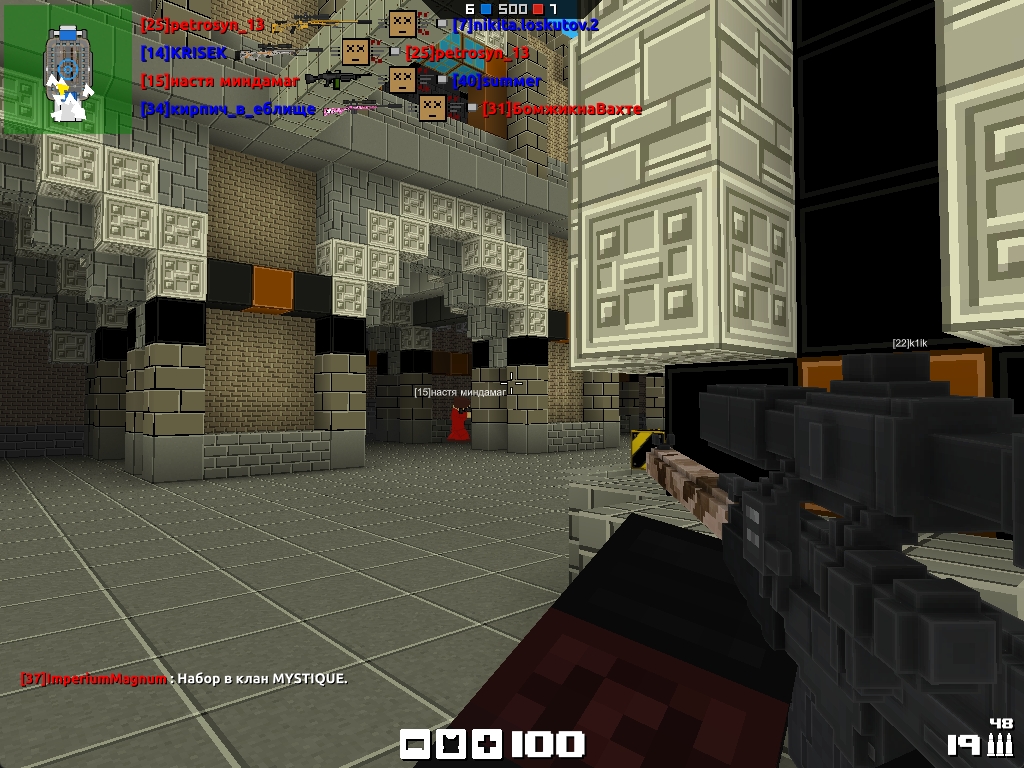 6 500 7
[25]petrosyn_13 [7]nikita.loskutov.2
[14]KRISEK [25]petrosyn_13
[15]настя миндамаг [40]summer
[34]кирпич_в_еблище [31]БомжикнаВахте
[22]k1lk
[15]настя миндамаг
[37]ImperiumMagnum : Набор в клан MYSTIQUE.
48
100 19